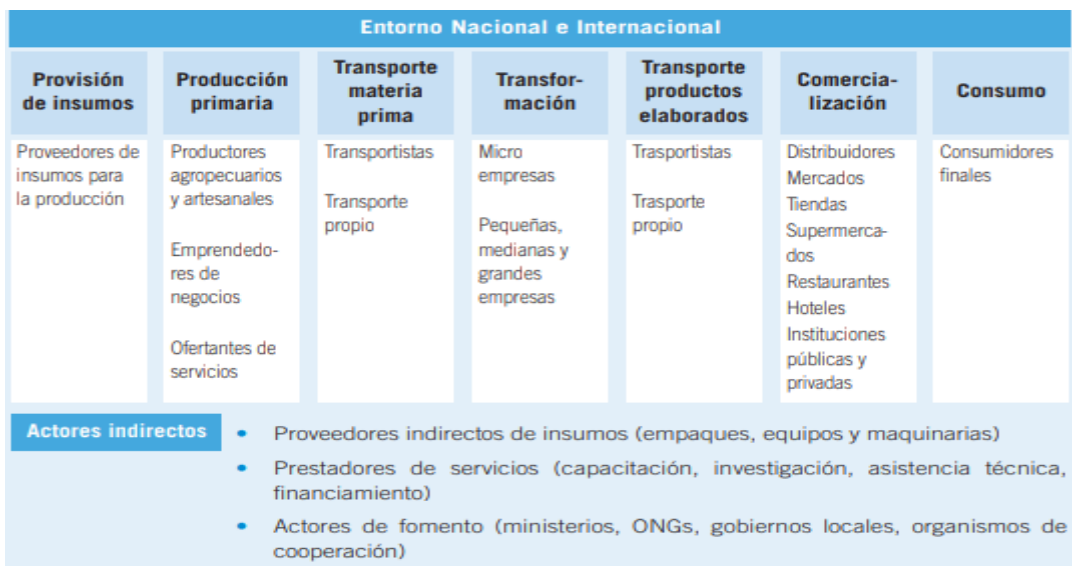 Entorno Nacional e Internacional
Provisión
de insumos
Producción
primaria
Transporte
materia
prima
Transfor-
mación
Transporte
productos
elaborados
Comercia-
lización
Consumo
Proveedores de
insumos para
la producción
Productores
agropecuarios
y artesanales
Emprendedo-
res de
negocios
Ofertantes de
servicios
Transportistas
Transporte
propio
Micro
empresas
Pequeñas,
medianas y
grandes
empresas
Trasportistas
Trasporte
propio
Distribuidores
Mercados
Tiendas
Supermerca-
dos
Restaurantes
Hoteles
Instituciones
públicas y
privadas
Consumidores
finales
Actores indirectos
• Proveedores indirectos de insumos (empaques, equipos y maquinarias)
• Prestadores de servicios (capacitación, investigación, asistencia técnica,
financiamiento)
• Actores de fomento (ministerios, ONGs, gobiernos locales, organismos de
cooperación)